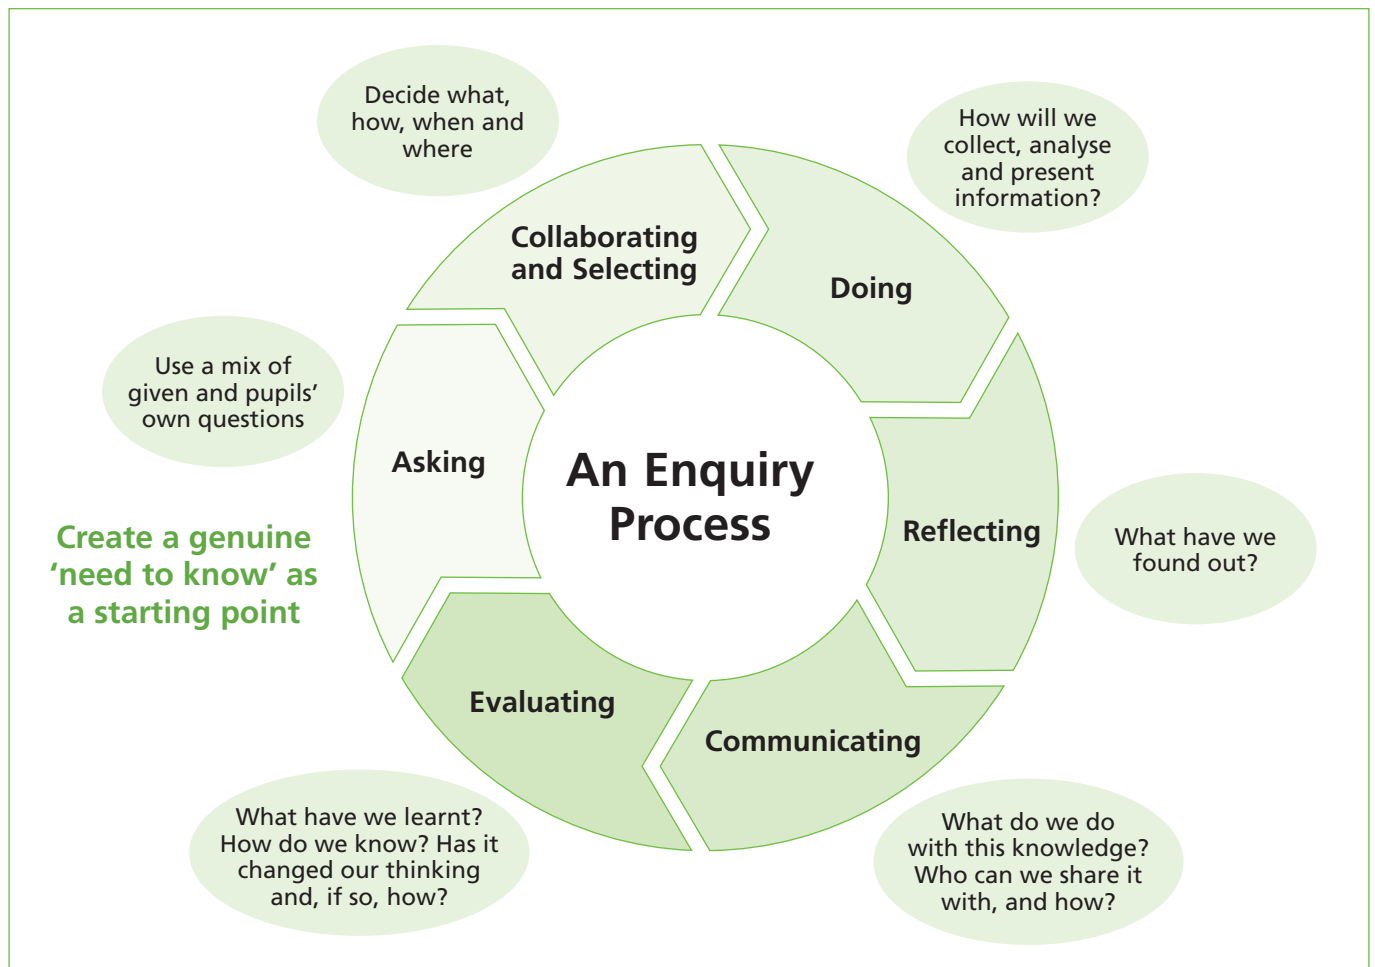 An Enquiry
Process
Create a genuine
‘need to know’ as
a starting point
Asking
Use a mix of
given and pupils’
own questions
Collaborating
and Selecting
Decide what,
how, when and
where
Doing
How will we
collect, analyse
and present
information?
Reflecting
What have we
found out?
Communicating
What do we do
with this knowledge?
Who can we share it
with, and how?
Evaluating
What have we learnt?
How do we know? Has it
changed our thinking
and, if so, how?